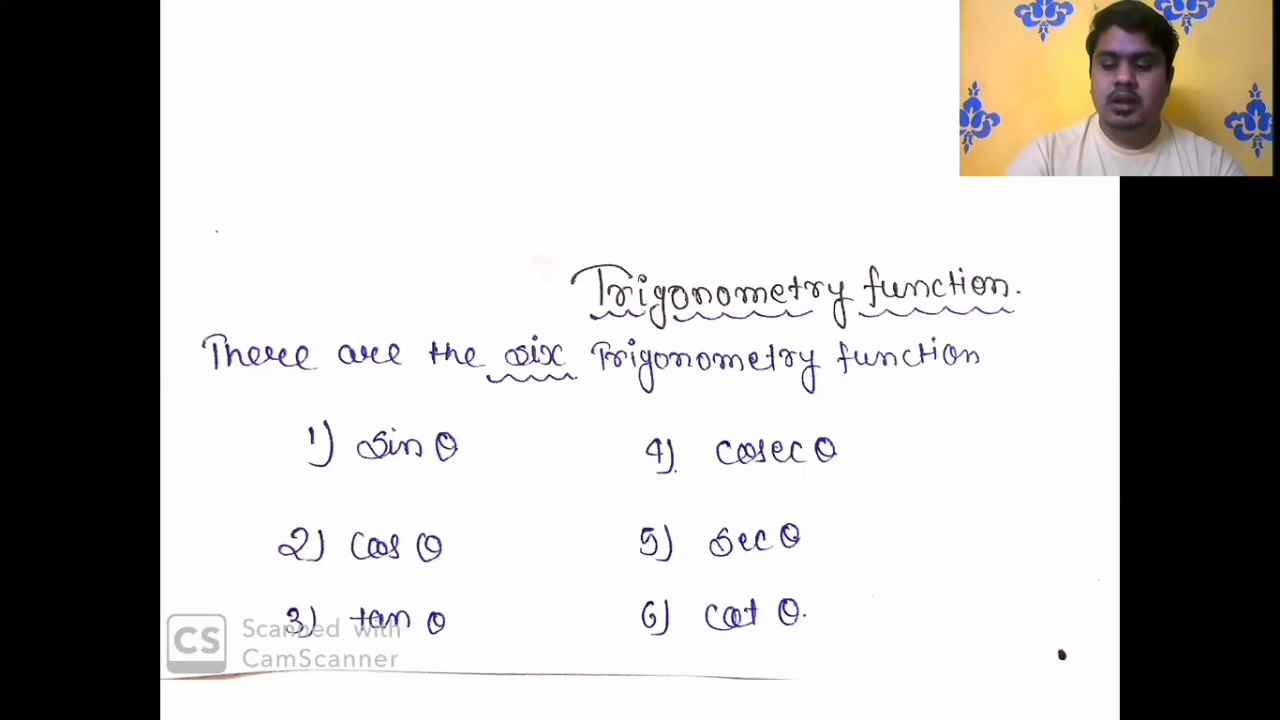 Trigonometry function.
There are the six Trigonometry function
1) sin θ
4) cosec θ
2) cos θ
5) sec θ
3) tan θ
6) cot θ.
CS Scanned with
CamScanner